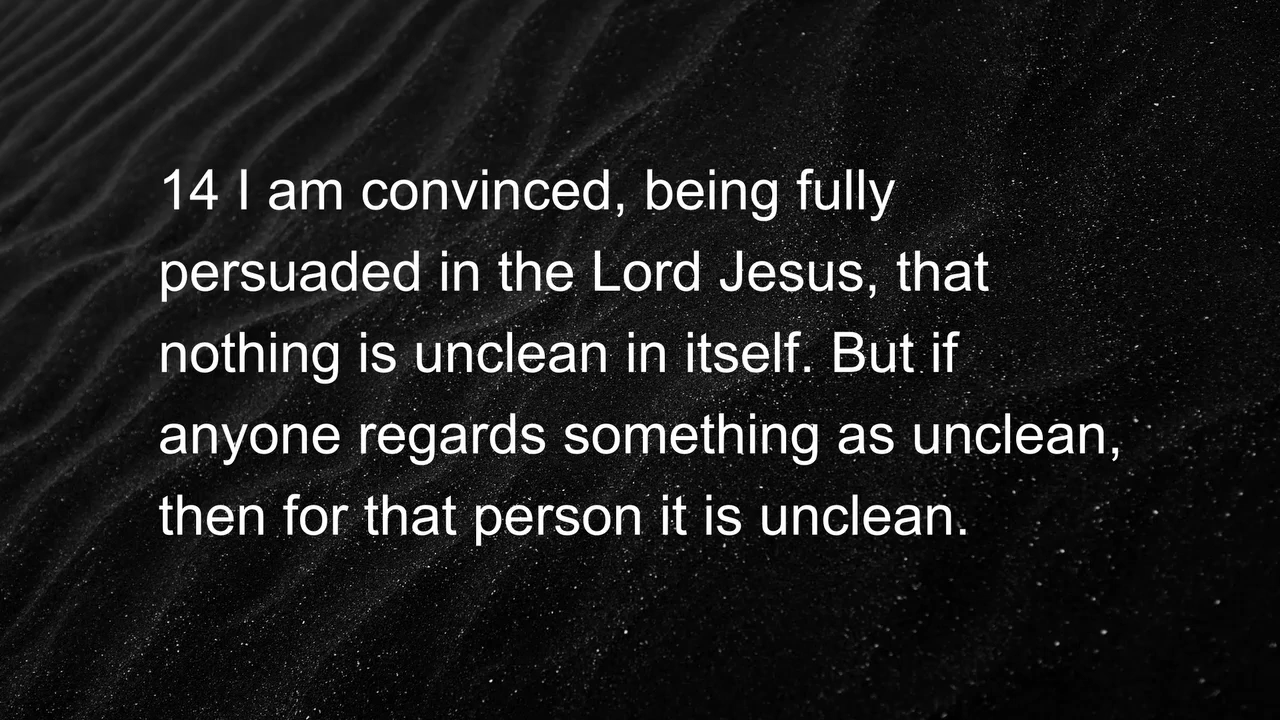 14 I am convinced, being fully
persuaded in the Lord Jesus, that
nothing is unclean in itself. But if
anyone regards something as unclean,
then for that person it is unclean.